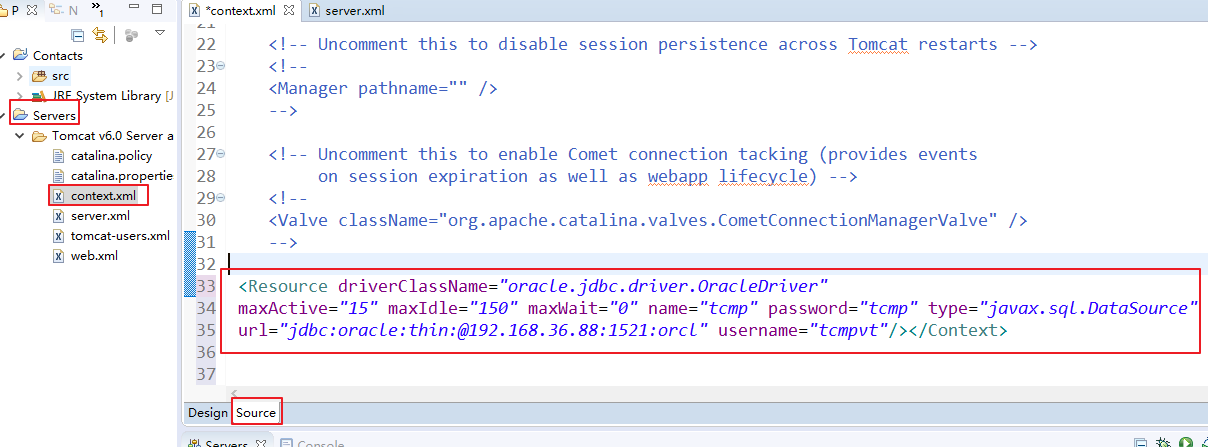 P N »1
*context.xml server.xml
Contacts
src
JRE System Library [J
Servers
Tomcat v6.0 Server a
catalina.policy
catalina.propertie
context.xml
server.xml
tomcat-users.xml
web.xml
21
22 <!-- Uncomment this to disable session persistence across Tomcat restarts -->
23 <!--
24 <Manager pathname="" />
25 -->
26
27 <!-- Uncomment this to enable Comet connection tacking (provides events
28 on session expiration as well as webapp lifecycle) -->
29 <!--
30 <Valve className="org.apache.catalina.valves.CometConnectionManagerValve" />
31 -->
32
33 <Resource driverClassName="oracle.jdbc.driver.OracleDriver"
34 maxActive="15" maxIdle="150" maxWait="0" name="tcmp" password="tcmp" type="javax.sql.DataSource"
35 url="jdbc:oracle:thin:@192.168.36.88:1521:orcl" username="tcmpvt"/></Context>
36
37
Design Source
Servers Console